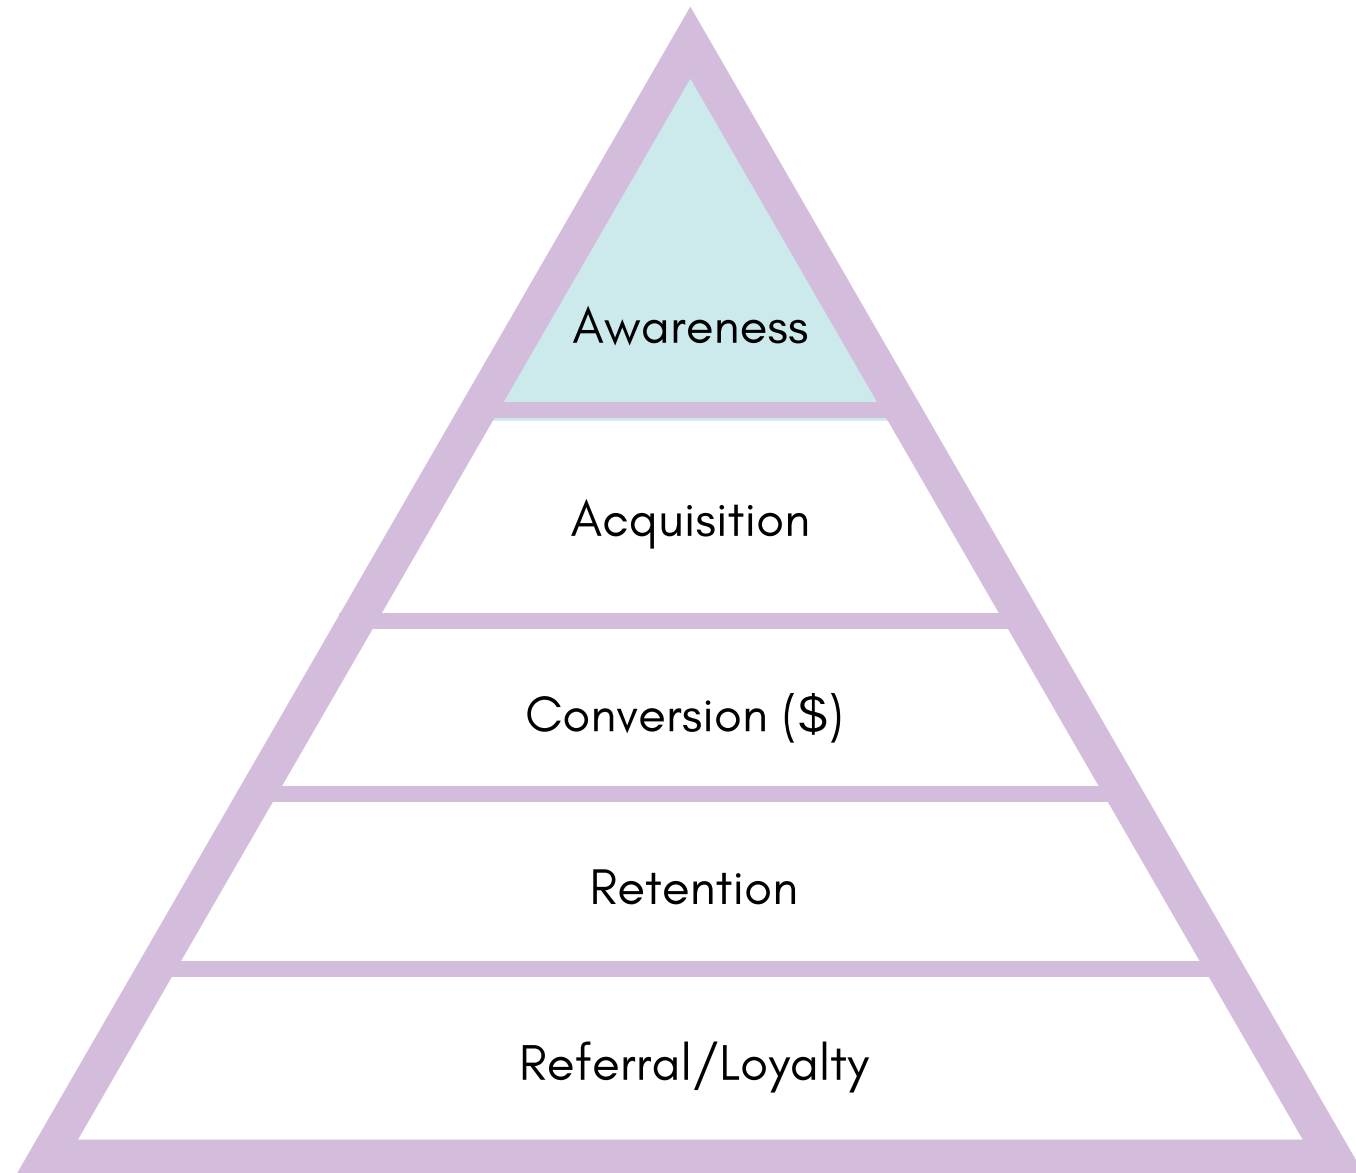 Awareness
Acquisition
Conversion ($)
Retention
Referral/Loyalty